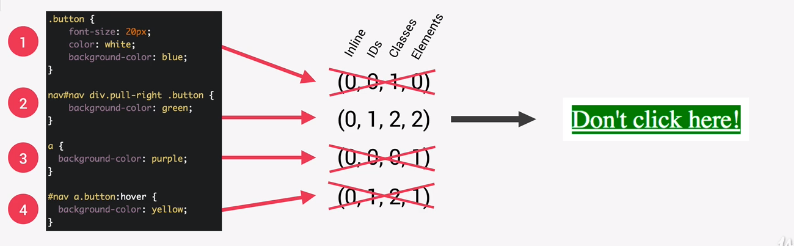 1
.button {
font-size: 20px;
color: white;
background-color: blue;
}
2
nav#nav div.pull-right .button {
background-color: green;
}
3
a {
background-color: purple;
}
4
#nav a.button:hover {
background-color: yellow;
}
Inline
IDs
Classes
Elements
(0, 0, 1, 0)
(0, 1, 2, 2)
(0, 0, 0, 1)
(0, 1, 2, 1)
Don't click here!